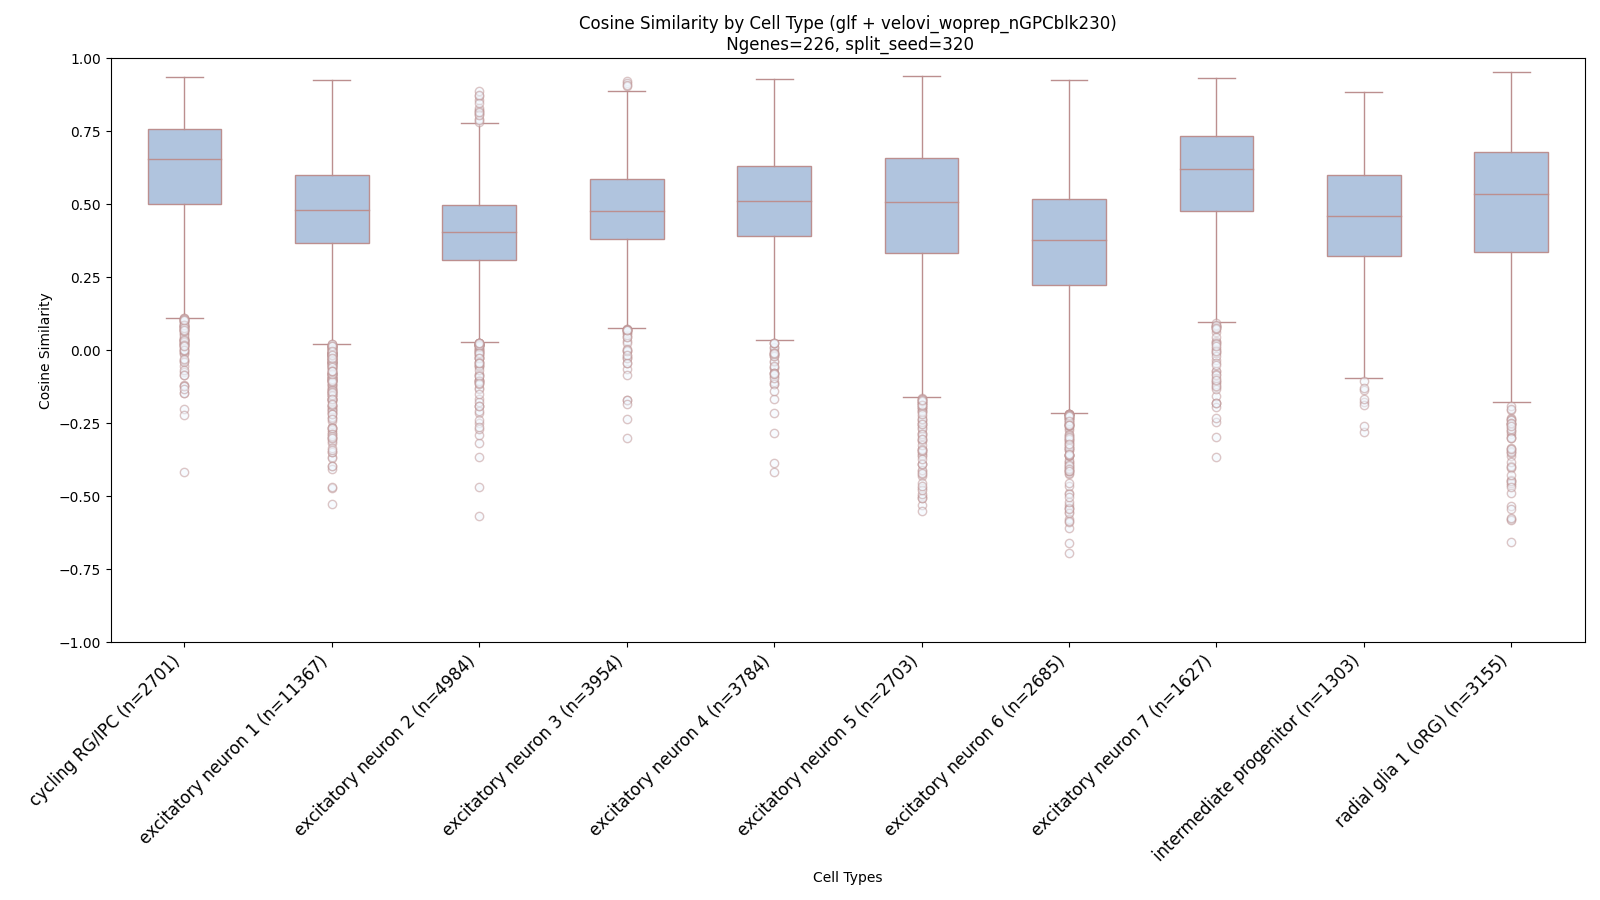 Cosine Similarity by Cell Type (glf + velovi_woprep_nGPCblk230)
Ngenes=226, split_seed=320
Cosine Similarity
1.00
0.75
0.50
0.25
0.00
−0.25
−0.50
−0.75
−1.00
cycling RG/IPC (n=2701)
excitatory neuron 1 (n=11367)
excitatory neuron 2 (n=4984)
excitatory neuron 3 (n=3954)
excitatory neuron 4 (n=3784)
excitatory neuron 5 (n=2703)
excitatory neuron 6 (n=2685)
excitatory neuron 7 (n=1627)
intermediate progenitor (n=1303)
radial glia 1 (oRG) (n=3155)
Cell Types